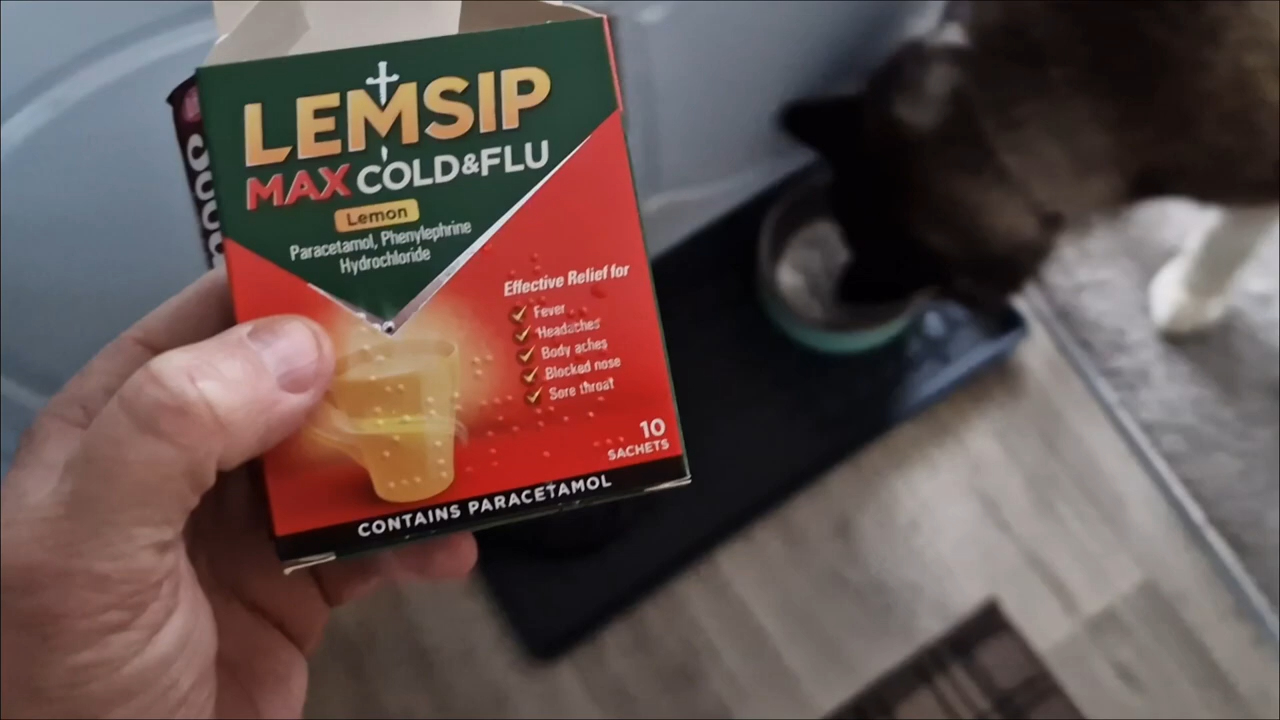 LEMSIP
MAX COLD&FLU
Lemon
Paracetamol, Phenylephrine
Hydrochloride
Effective Relief for
Fever
Headaches
Body aches
Blocked nose
Sore throat
10
SACHETS
CONTAINS PARACETAMOL